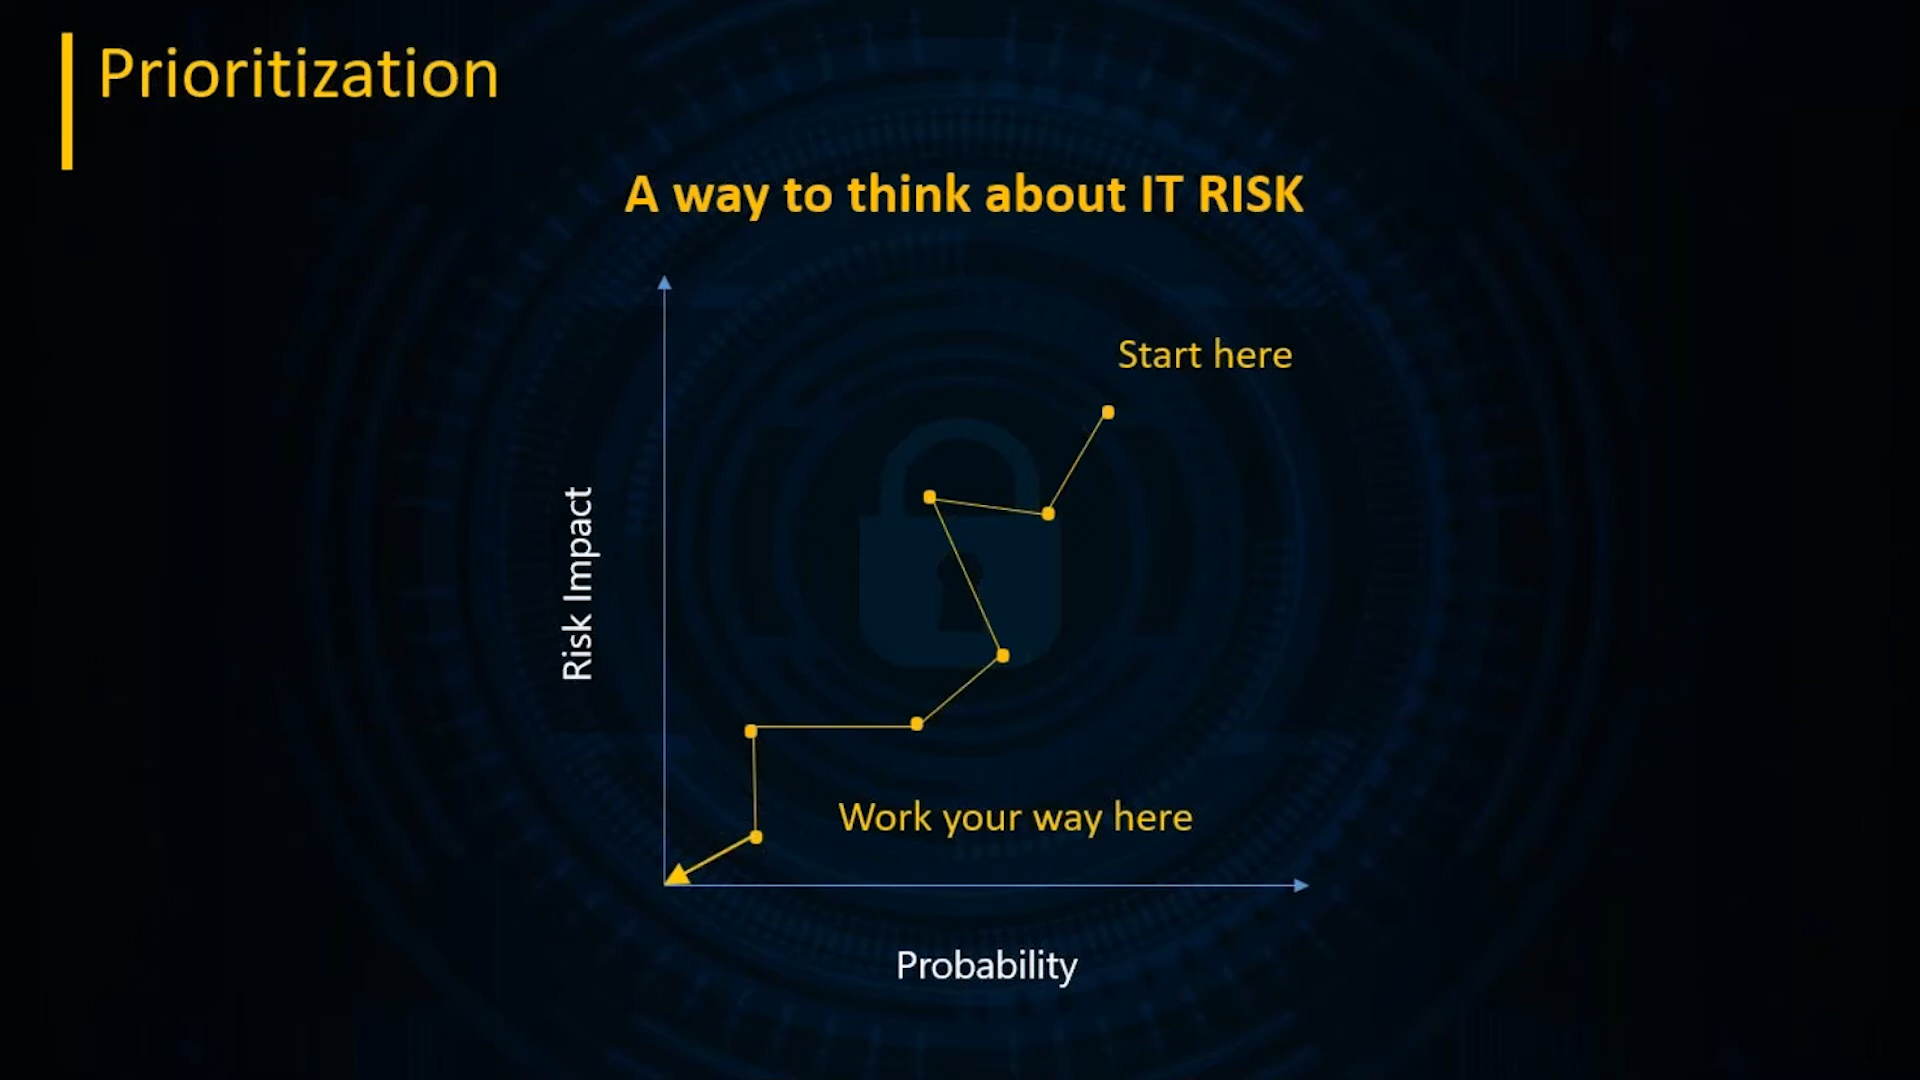 Prioritization
A way to think about IT RISK
Start here
Risk Impact
Work your way here
Probability